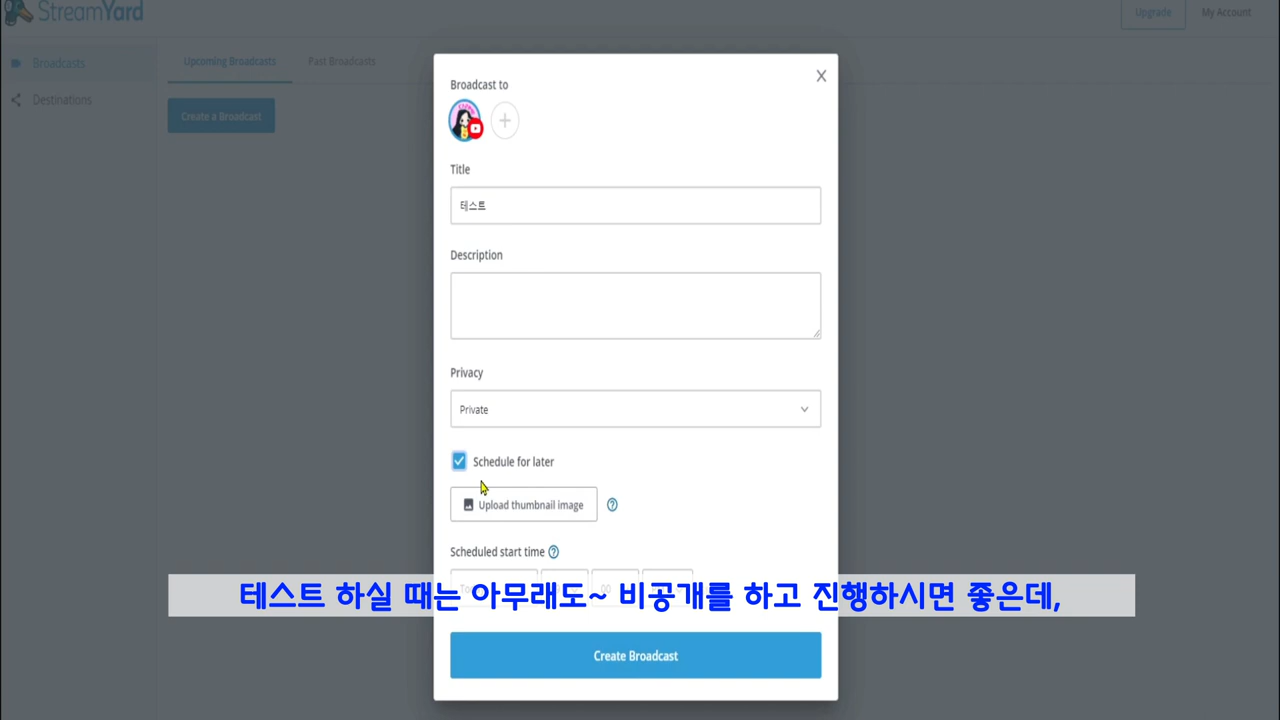 StreamYard
Upgrade
My Account
Broadcasts
Destinations
Upcoming Broadcasts
Past Broadcasts
Create a Broadcast
Broadcast to
Title
테스트
Description
Privacy
Private
Schedule for later
Upload thumbnail image
Scheduled start time
00
테스트 하실 때는 아무래도~ 비공개를 하고 진행하시면 좋은데,
Create Broadcast